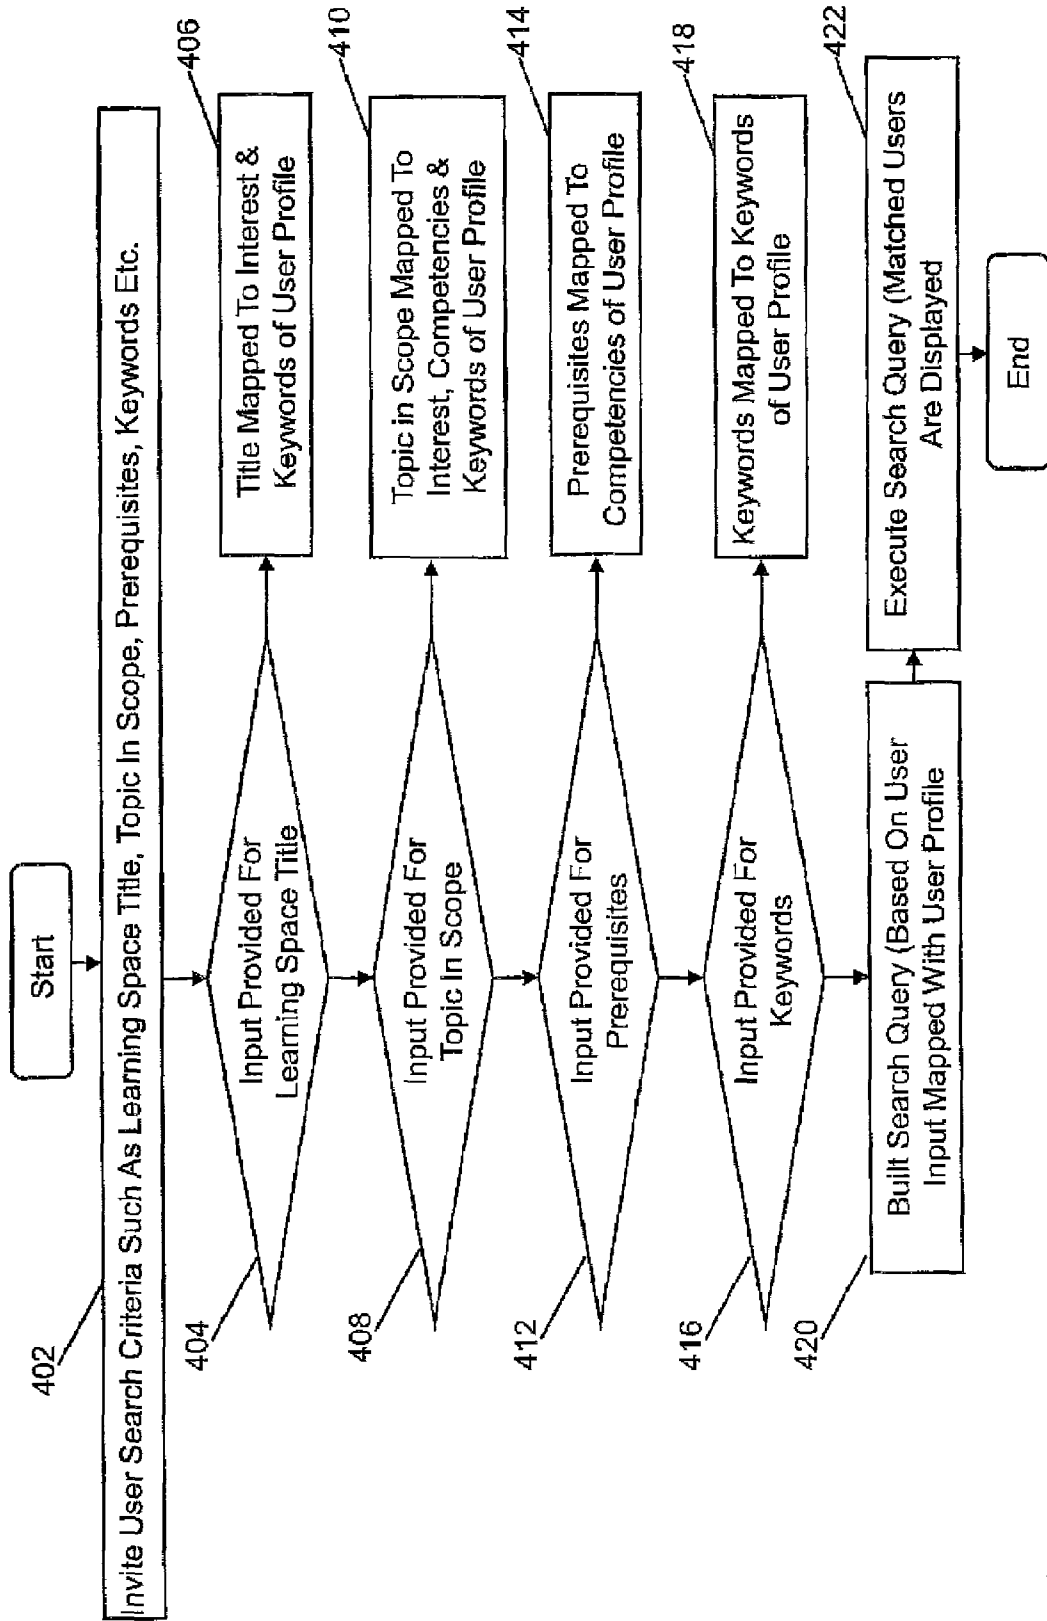 Start
402
Invite User Search Criteria Such As Learning Space Title, Topic In Scope, Prerequisites, Keywords Etc.
404
Input Provided For
Learning Space Title
406
Title Mapped To Interest &
Keywords of User Profile
408
Input Provided For
Topic In Scope
410
Topic in Scope Mapped To
Interest, Competencies &
Keywords of User Profile
412
Input Provided For
Prerequisites
414
Prerequisites Mapped To
Competencies of User Profile
416
Input Provided For
Keywords
418
Keywords Mapped To Keywords
of User Profile
420
Built Search Query (Based On User
Input Mapped With User Profile
422
Execute Search Query (Matched Users
Are Displayed
End